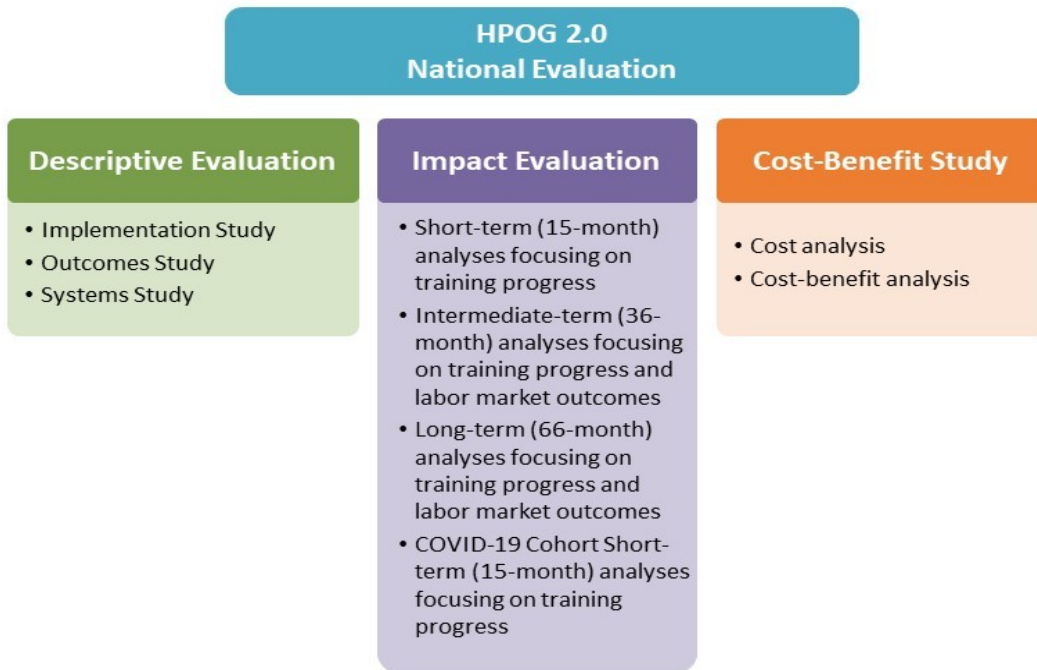 HPOG 2.0
National Evaluation
Descriptive Evaluation
• Implementation Study
• Outcomes Study
• Systems Study
Impact Evaluation
• Short-term (15-month)
analyses focusing on
training progress
• Intermediate-term (36-
month) analyses focusing
on training progress and
labor market outcomes
• Long-term (66-month)
analyses focusing on
training progress and
labor market outcomes
• COVID-19 Cohort Short-
term (15-month) analyses
focusing on training
progress
Cost-Benefit Study
• Cost analysis
• Cost-benefit analysis